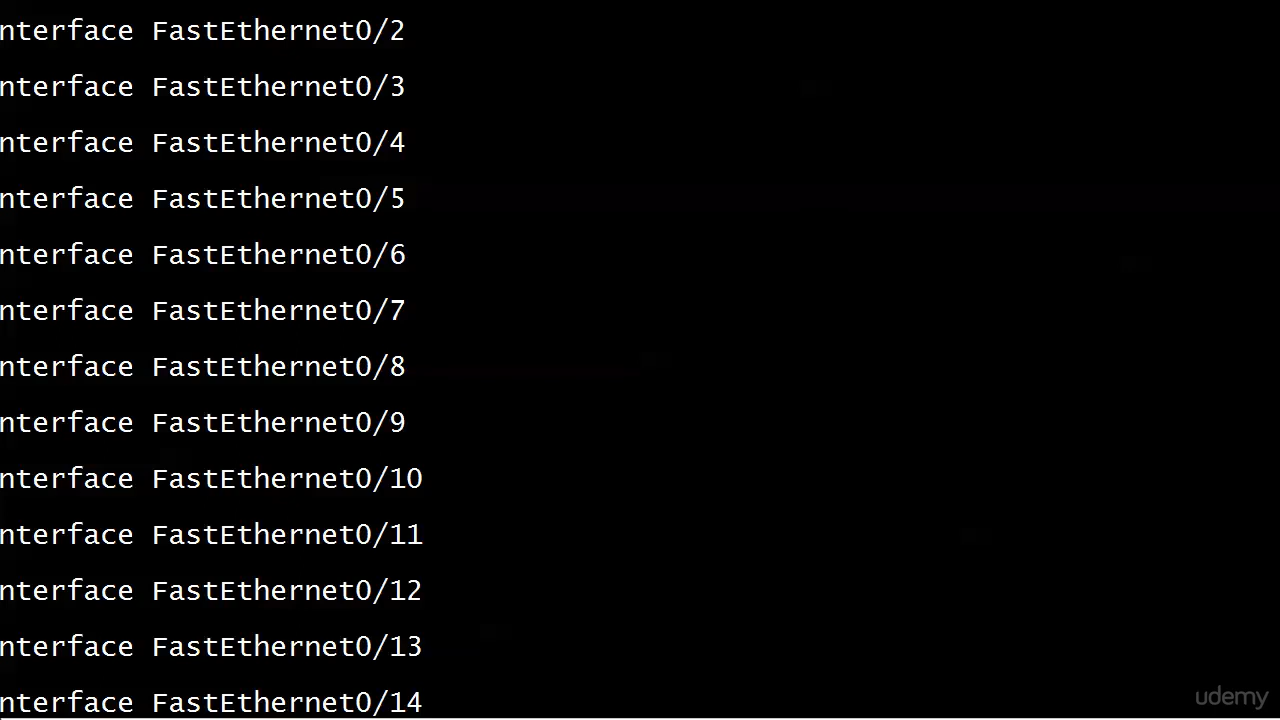 nterface FastEthernet0/2
nterface FastEthernet0/3
nterface FastEthernet0/4
nterface FastEthernet0/5
nterface FastEthernet0/6
nterface FastEthernet0/7
nterface FastEthernet0/8
nterface FastEthernet0/9
nterface FastEthernet0/10
nterface FastEthernet0/11
nterface FastEthernet0/12
nterface FastEthernet0/13
nterface FastEthernet0/14
udemy